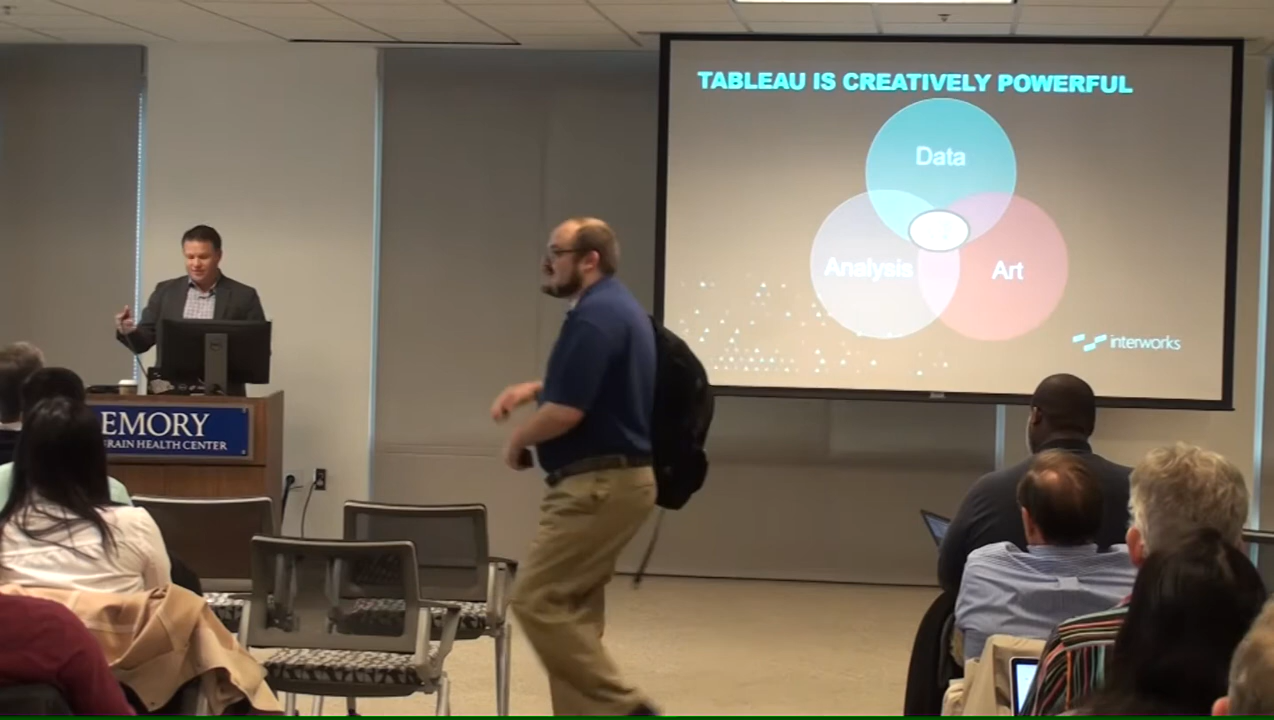 TABLEAU IS CREATIVELY POWERFUL
Data
Analysis
Art
interworks
EMORY
BRAIN HEALTH CENTER